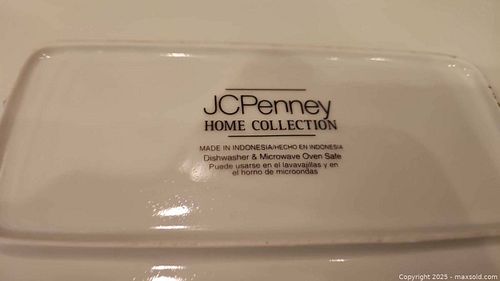 JCPenney
HOME COLLECTION
MADE IN INDONESIA/HECHO EN INDONESIA
Dishwasher & Microwave Oven Safe
Puede usarse en el lavavajillas y en
el horno de microondas
Copyright 2025 - maxsold.com